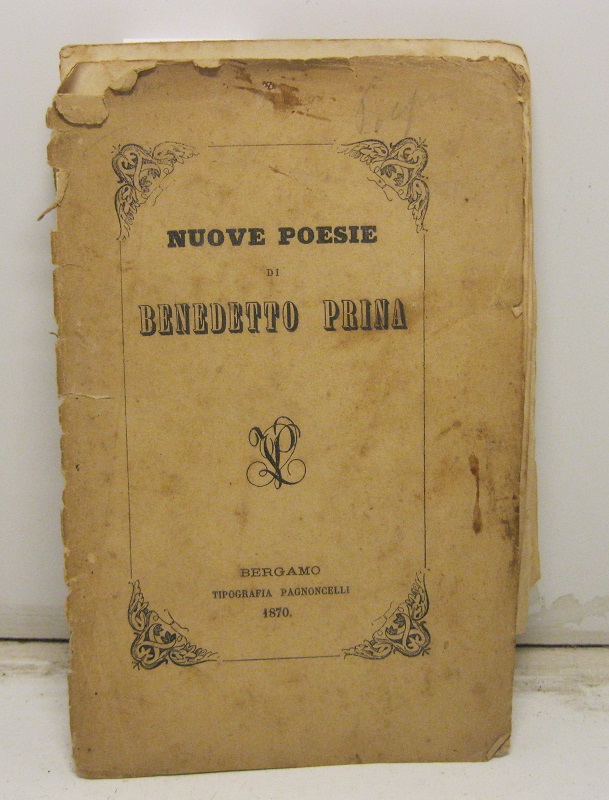 NUOVE POESIE
DI
BENEDETTO PRINA
BERGAMO
TIPOGRAFIA PAGNONCELLI
1870.